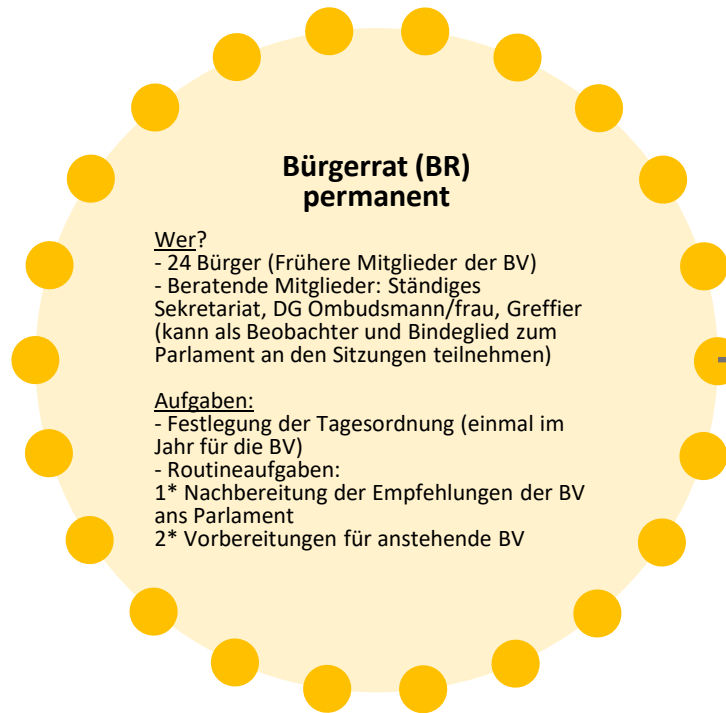 Bürgerrat (BR)
permanent
Wer?
- 24 Bürger (Frühere Mitglieder der BV)
- Beratende Mitglieder: Ständiges
Sekretariat, DG Ombudsmann/frau, Greffier
(kann als Beobachter und Bindeglied zum
Parlament an den Sitzungen teilnehmen)
Aufgaben:
- Festlegung der Tagesordnung (einmal im
Jahr für die BV)
- Routineaufgaben:
1* Nachbereitung der Empfehlungen der BV
ans Parlament
2* Vorbereitungen für anstehende BV